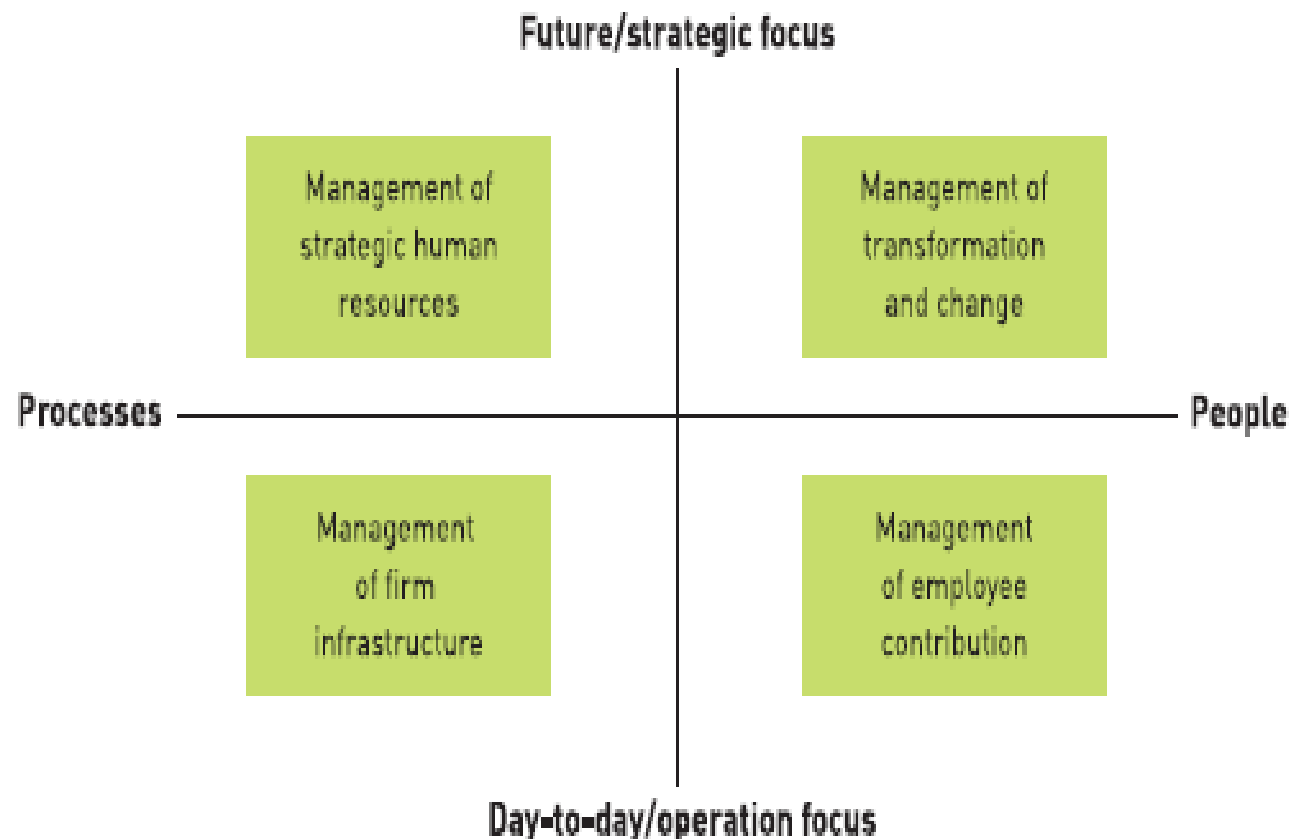 Future/strategic focus
Management of
strategic human
resources
Management of
transformation
and change
Processes
People
Management
of firm
infrastructure
Management
of employee
contribution
Day-to-day/operation focus